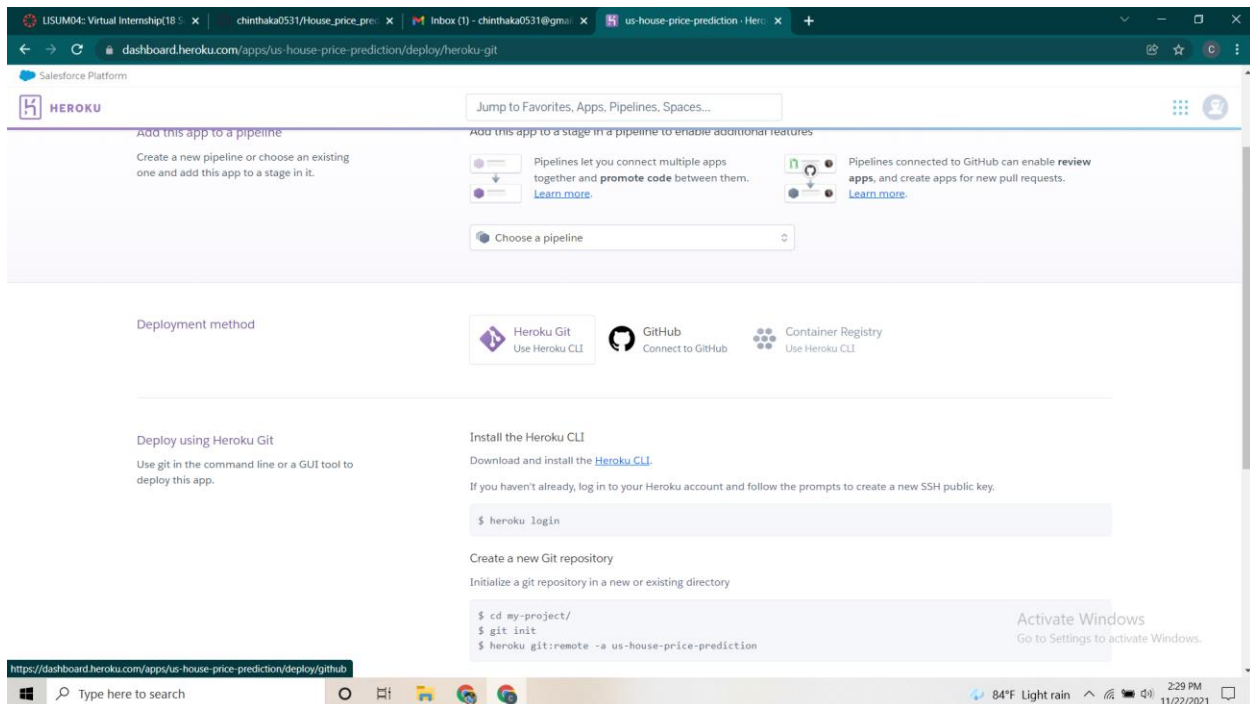 LISUM04:: Virtual Internship(18 S
chinthaka0531/House_price_pred
Inbox (1) - chinthaka0531@gmai
us-house-price-prediction · Hero
dashboard.heroku.com/apps/us-house-price-prediction/deploy/heroku-git
C
Salesforce Platform
HEROKU
Jump to Favorites, Apps, Pipelines, Spaces...
Add this app to a pipeline
Create a new pipeline or choose an existing
one and add this app to a stage in it.
Add this app to a stage in a pipeline to enable additional features
Pipelines let you connect multiple apps
together and promote code between them.
Learn more.
Pipelines connected to GitHub can enable review
apps, and create apps for new pull requests.
Learn more.
Choose a pipeline
Deployment method
Heroku Git
Use Heroku CLI
GitHub
Connect to GitHub
Container Registry
Use Heroku CLI
Deploy using Heroku Git
Use git in the command line or a GUI tool to
deploy this app.
Install the Heroku CLI
Download and install the Heroku CLI.
If you haven't already, log in to your Heroku account and follow the prompts to create a new SSH public key.
$ heroku login
Create a new Git repository
Initialize a git repository in a new or existing directory
$ cd my-project/
$ git init
$ heroku git:remote -a us-house-price-prediction
Activate Windows
Go to Settings to activate Windows.
https://dashboard.heroku.com/apps/us-house-price-prediction/deploy/github
Type here to search
84°F Light rain
2:29 PM
11/22/2021